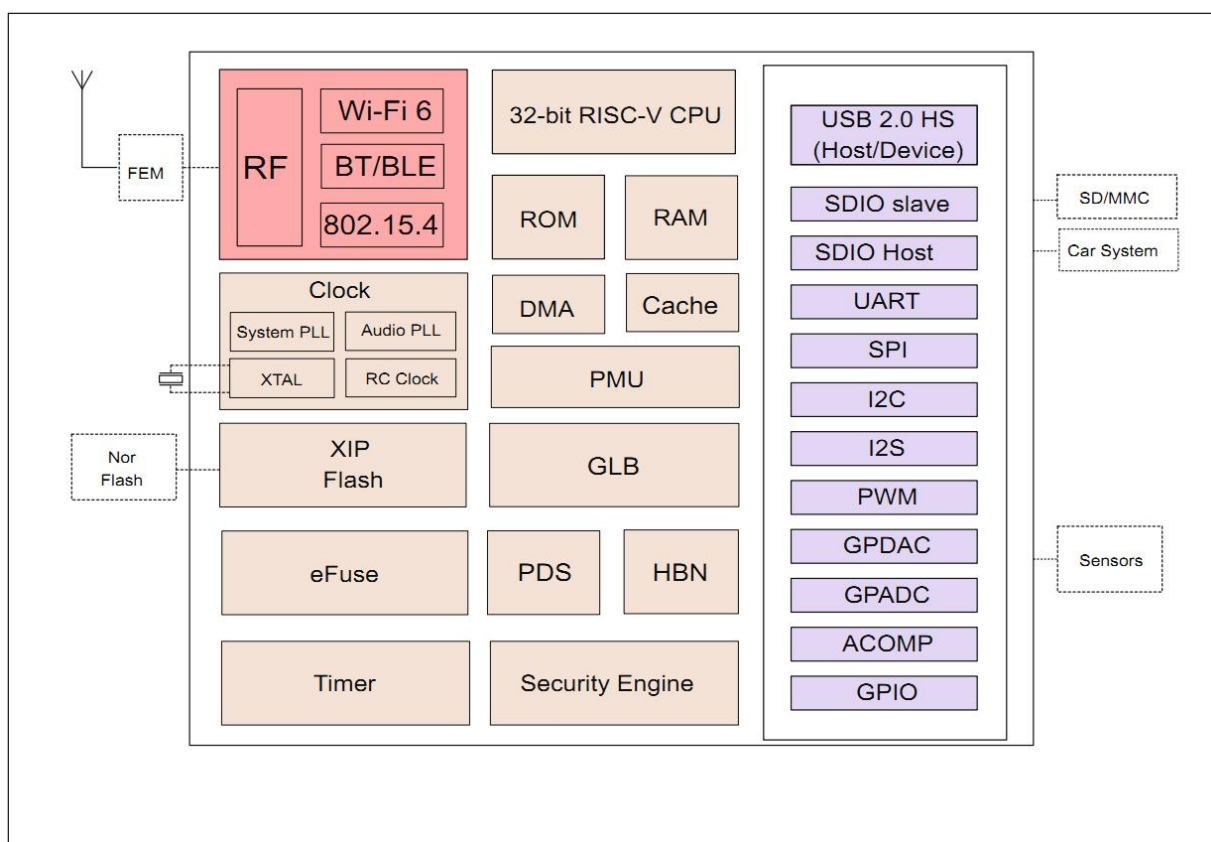 FEM
RF
Wi-Fi 6
BT/BLE
802.15.4
Clock
System PLL
Audio PLL
XTAL
RC Clock
Nor
Flash
XIP
Flash
eFuse
Timer
32-bit RISC-V CPU
ROM
RAM
DMA
Cache
PMU
GLB
PDS
HBN
Security Engine
USB 2.0 HS
(Host/Device)
SDIO slave
SDIO Host
UART
SPI
I2C
I2S
PWM
GPDAC
GPADC
ACOMP
GPIO
SD/MMC
Car System
Sensors